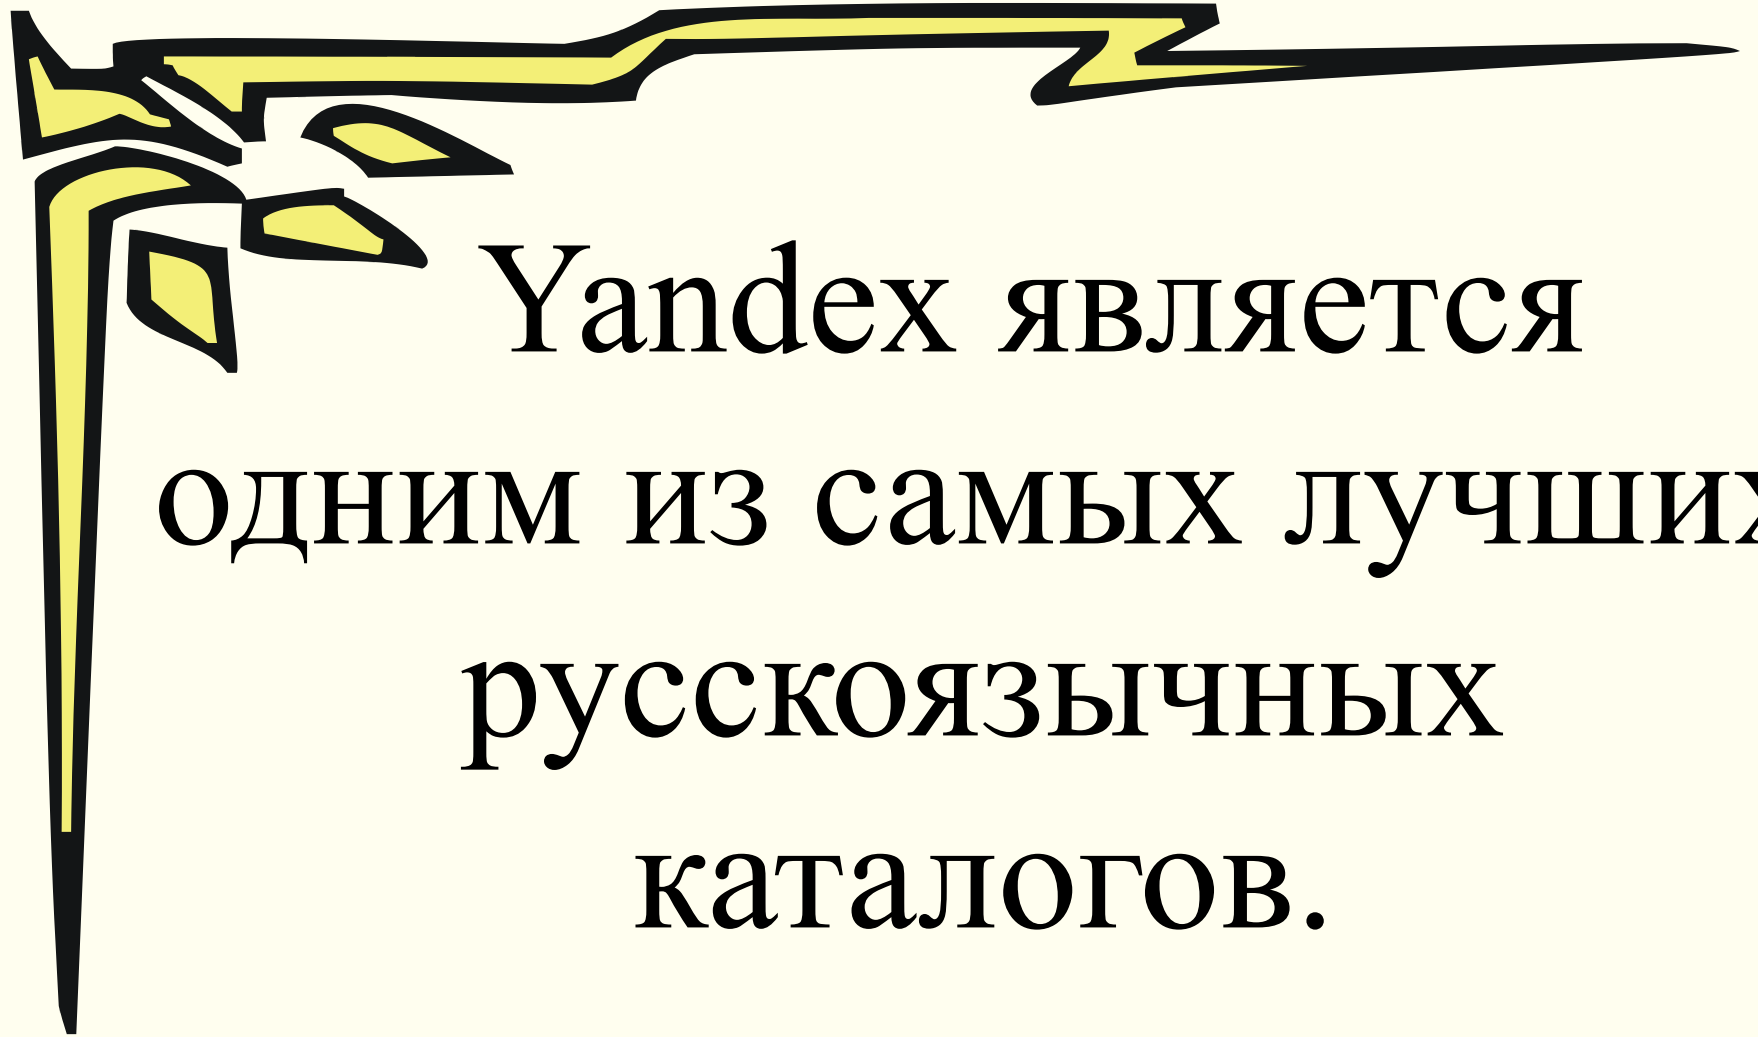 Yandex является
одним из самых лучших
русскоязычных
каталогов.